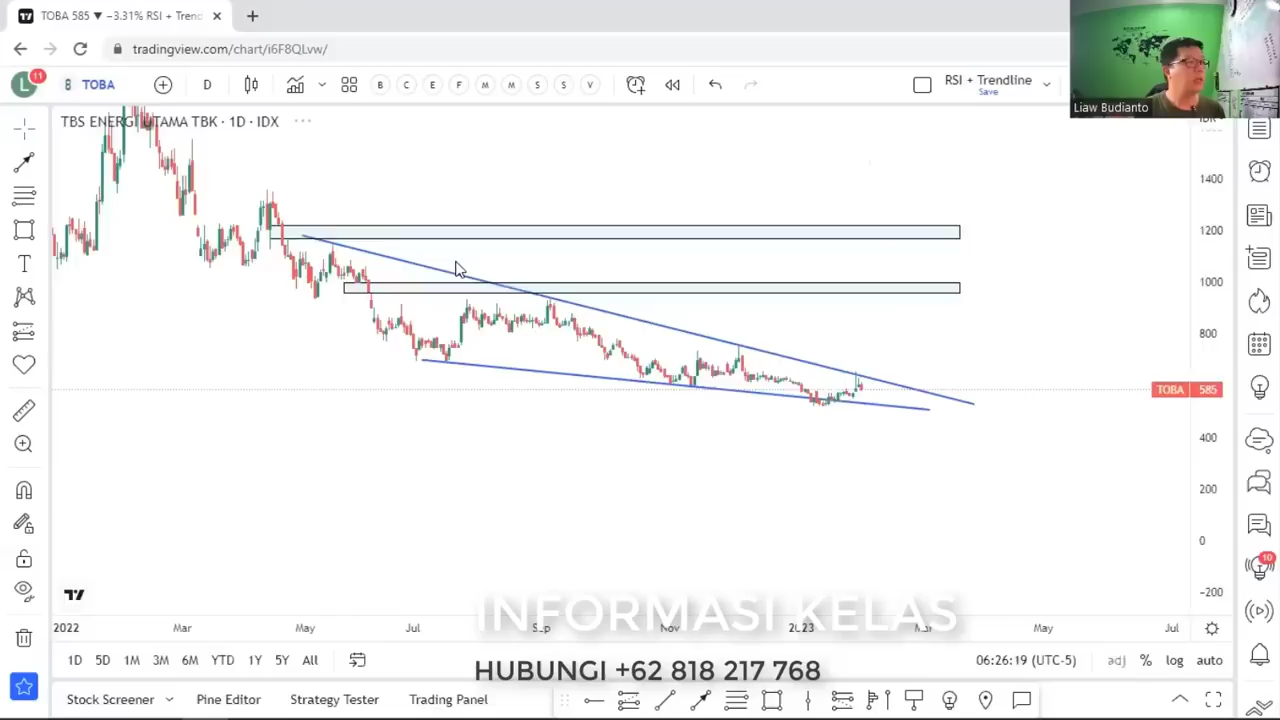 TOBA 585 ▼ −3.31% RSI + Trend
tradingview.com/chart/i6F8QLvw/
L
11
TOBA
D
B C E F M M S S V
RSI + Trendline
Save
Liaw Budianto
TBS ENERGI UTAMA TBK · 1D · IDX
1400
1200
1000
800
TOBA 585
400
200
0
−200
10
2022 Mar May Jul Sep Nov 2023 Mar May Jul
INFORMASI KELAS
1D 5D 1M 3M 6M YTD 1Y 5Y All
06:26:19 (UTC-5) adj % log auto
HUBUNGI +62 818 217 768
Stock Screener Pine Editor Strategy Tester Trading Panel